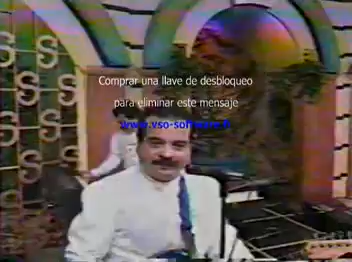 Comprar una llave de desbloqueo
para eliminar este mensaje
www.vso-software.fr